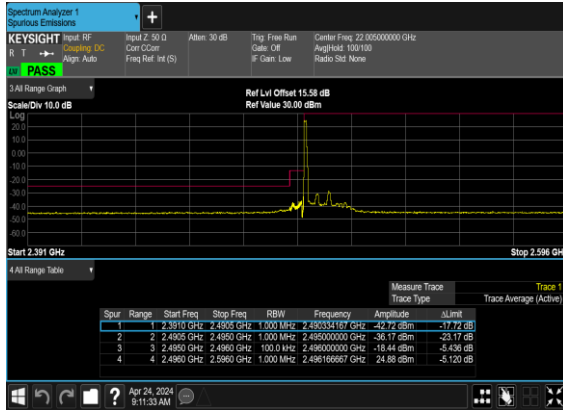 Spectrum Analyzer 1
Spurious Emissions
+
KEYSIGHT Input: RF Input Z: 50 Ω Atten: 30 dB Trig: Free Run Center Freq: 22.005000000 GHz
R T Coupling: DC Corr CCorr Gate: Off Avg|Hold: 100/100
Align: Auto Freq Ref: Int (S) IF Gain: Low Radio Std: None
PASS
3 All Range Graph
Ref Lvl Offset 15.58 dB
Scale/Div 10.0 dB Ref Value 30.00 dBm
Log
20.0
10.0
0.00
-10.0
-20.0
-30.0
-40.0
-50.0
-60.0
Start 2.391 GHz Stop 2.596 GH
4 All Range Table
Measure Trace Trace 1
Trace Type Trace Average (Active)
Spur Range Start Freq Stop Freq RBW Frequency Amplitude ΔLimit
1 1 2.3910 GHz 2.4905 GHz 1.000 MHz 2.490334167 GHz -42.72 dBm -17.72 dB
2 2 2.4905 GHz 2.4950 GHz 1.000 MHz 2.495000000 GHz -36.17 dBm -23.17 dB
3 3 2.4950 GHz 2.4960 GHz 100.0 kHz 2.496000000 GHz -18.44 dBm -5.436 dB
4 4 2.4960 GHz 2.5960 GHz 1.000 MHz 2.496166667 GHz 24.88 dBm -5.120 dB
?
Apr 24, 2024
9:11:33 AM